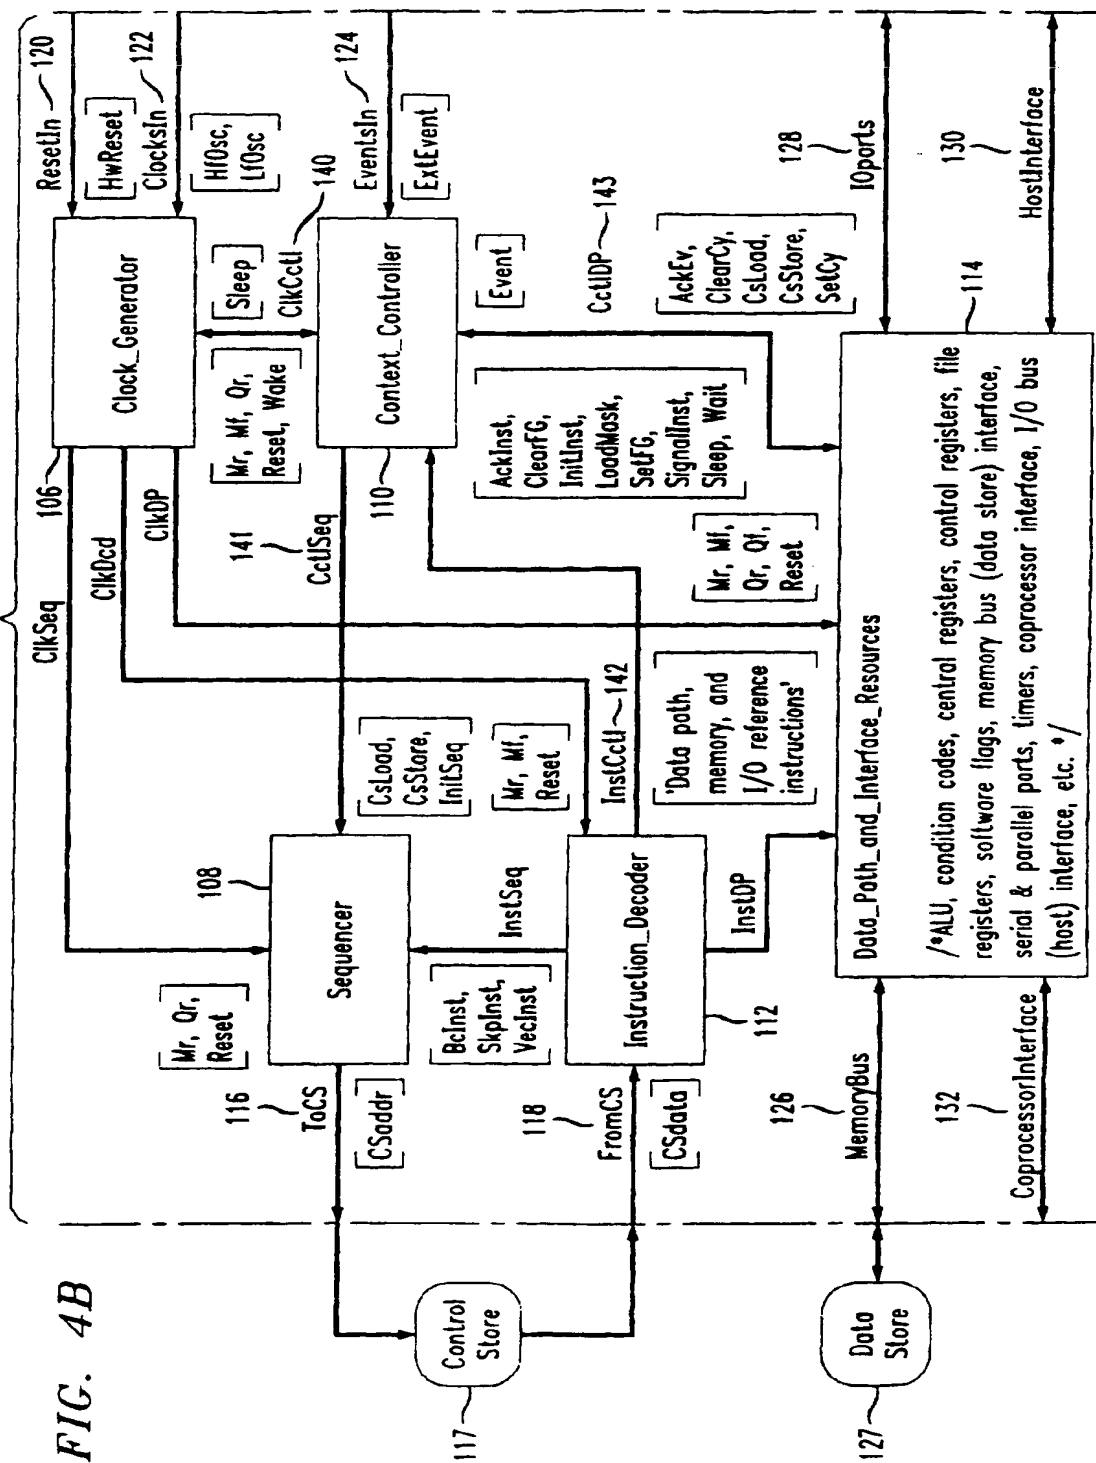 FIG. 4B
120
ResetIn
[HwReset]
122
ClocksIn
[HfOsc,
LfOsc]
124
EventsIn
[ExtEvent]
106
Clock_Generator
ClkSeq
ClkDcd
ClkDP
[Sleep]
140
ClkCctl
[Mr, Mf, Qr,
Reset, Wake]
Context_Controller
110
141
CctlSeq
[CsLoad,
CsStore,
InitSeq]
[Event]
143
CctlDP
[AckEv,
ClearCy,
CsLoad,
CsStore,
SetCy]
[AckInst,
ClearFG,
InitInst,
LoadMask,
SetFG,
SignalInst,
Sleep, Wait]
[Mr, Mf,
Qr, Qf,
Reset]
[Mr, Mf,
Reset]
142
InstCctl
['Data path,
memory, and
I/O reference
instructions']
108
Sequencer
[Mr, Qr,
Reset]
116
ToCS
[CSaddr]
InstSeq
[BcInst,
SkpInst,
VecInst]
Instruction_Decoder
112
InstDP
118
FromCS
[CSdata]
Control
Store
117
Data
Store
127
126
MemoryBus
132
CoprocessorInterface
128
IOports
130
HostInterface
114
Data_Path_and_Interface_Resources
/*ALU, condition codes, central registers, control registers, file
registers, software flags, memory bus (data store) interface,
serial & parallel ports, timers, coprocessor interface, I/O bus
(host) interface, etc. */